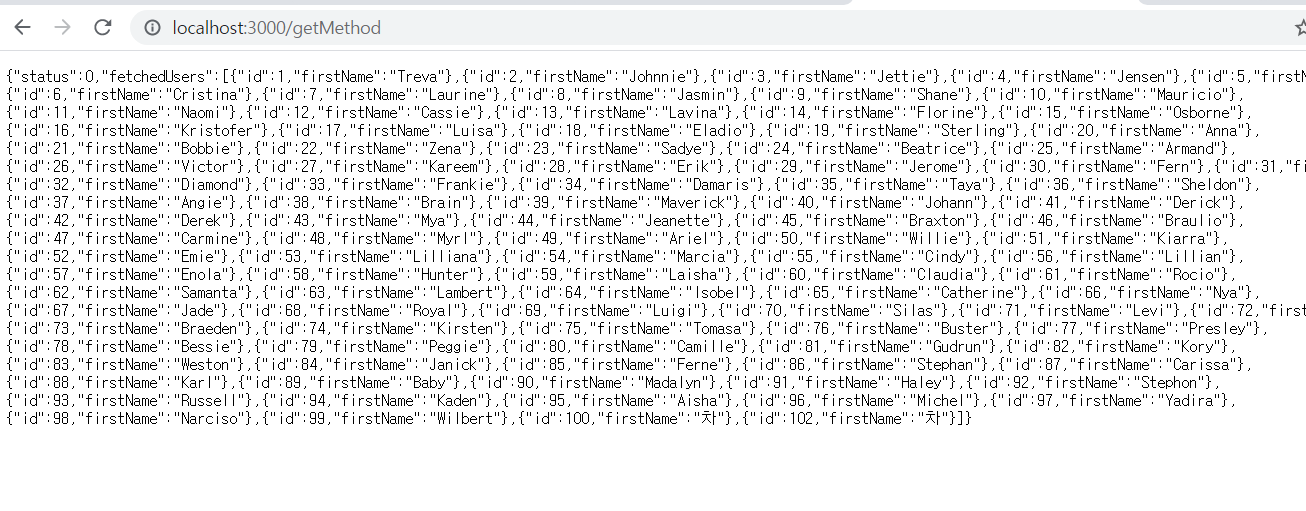 localhost:3000/getMethod
{"status":0,"fetchedUsers":[{"id":1,"firstName":"Treva"},{"id":2,"firstName":"Johnnie"},{"id":3,"firstName":"Jettie"},{"id":4,"firstName":"Jensen"},{"id":5,"firstN
{"id":6,"firstName":"Cristina"},{"id":7,"firstName":"Laurine"},{"id":8,"firstName":"Jasmin"},{"id":9,"firstName":"Shane"},{"id":10,"firstName":"Mauricio"},
{"id":11,"firstName":"Naomi"},{"id":12,"firstName":"Cassie"},{"id":13,"firstName":"Lavina"},{"id":14,"firstName":"Florine"},{"id":15,"firstName":"Osborne"},
{"id":16,"firstName":"Kristofer"},{"id":17,"firstName":"Luisa"},{"id":18,"firstName":"Eladio"},{"id":19,"firstName":"Sterling"},{"id":20,"firstName":"Anna"},
{"id":21,"firstName":"Bobbie"},{"id":22,"firstName":"Zena"},{"id":23,"firstName":"Sadye"},{"id":24,"firstName":"Beatrice"},{"id":25,"firstName":"Armand"},
{"id":26,"firstName":"Victor"},{"id":27,"firstName":"Kareem"},{"id":28,"firstName":"Erik"},{"id":29,"firstName":"Jerome"},{"id":30,"firstName":"Fern"},{"id":31,"fi
{"id":32,"firstName":"Diamond"},{"id":33,"firstName":"Frankie"},{"id":34,"firstName":"Damaris"},{"id":35,"firstName":"Taya"},{"id":36,"firstName":"Sheldon"},
{"id":37,"firstName":"Angie"},{"id":38,"firstName":"Brain"},{"id":39,"firstName":"Maverick"},{"id":40,"firstName":"Johann"},{"id":41,"firstName":"Derick"},
{"id":42,"firstName":"Derek"},{"id":43,"firstName":"Mya"},{"id":44,"firstName":"Jeanette"},{"id":45,"firstName":"Braxton"},{"id":46,"firstName":"Braulio"},
{"id":47,"firstName":"Carmine"},{"id":48,"firstName":"Myrl"},{"id":49,"firstName":"Ariel"},{"id":50,"firstName":"Willie"},{"id":51,"firstName":"Kiarra"},
{"id":52,"firstName":"Emie"},{"id":53,"firstName":"Lilliana"},{"id":54,"firstName":"Marcia"},{"id":55,"firstName":"Cindy"},{"id":56,"firstName":"Lillian"},
{"id":57,"firstName":"Enola"},{"id":58,"firstName":"Hunter"},{"id":59,"firstName":"Laisha"},{"id":60,"firstName":"Claudia"},{"id":61,"firstName":"Rocio"},
{"id":62,"firstName":"Samanta"},{"id":63,"firstName":"Lambert"},{"id":64,"firstName":"Isobel"},{"id":65,"firstName":"Catherine"},{"id":66,"firstName":"Nya"},
{"id":67,"firstName":"Jade"},{"id":68,"firstName":"Royal"},{"id":69,"firstName":"Luigi"},{"id":70,"firstName":"Silas"},{"id":71,"firstName":"Levi"},{"id":72,"first
{"id":73,"firstName":"Braeden"},{"id":74,"firstName":"Kirsten"},{"id":75,"firstName":"Tomasa"},{"id":76,"firstName":"Buster"},{"id":77,"firstName":"Presley"},
{"id":78,"firstName":"Bessie"},{"id":79,"firstName":"Peggie"},{"id":80,"firstName":"Camille"},{"id":81,"firstName":"Gudrun"},{"id":82,"firstName":"Kory"},
{"id":83,"firstName":"Weston"},{"id":84,"firstName":"Janick"},{"id":85,"firstName":"Ferne"},{"id":86,"firstName":"Stephan"},{"id":87,"firstName":"Carissa"},
{"id":88,"firstName":"Karl"},{"id":89,"firstName":"Baby"},{"id":90,"firstName":"Madalyn"},{"id":91,"firstName":"Haley"},{"id":92,"firstName":"Stephon"},
{"id":93,"firstName":"Russell"},{"id":94,"firstName":"Kaden"},{"id":95,"firstName":"Aisha"},{"id":96,"firstName":"Michel"},{"id":97,"firstName":"Yadira"},
{"id":98,"firstName":"Narciso"},{"id":99,"firstName":"Wilbert"},{"id":100,"firstName":"차"},{"id":102,"firstName":"차"}]}